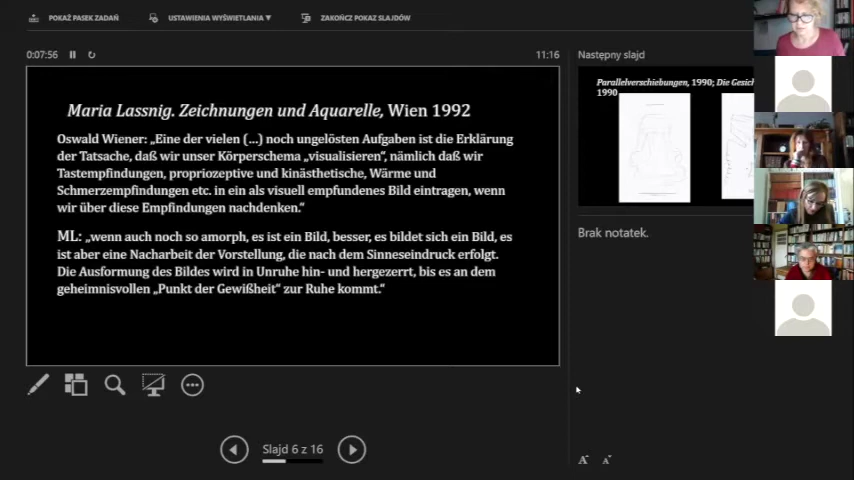 POKAŻ PASEK ZADAŃ
USTAWIENIA WYŚWIETLANIA ▼
ZAKOŃCZ POKAZ SLAJDÓW
0:07:56
11:16
Maria Lassnig. Zeichnungen und Aquarelle, Wien 1992
Oswald Wiener: „Eine der vielen (...) noch ungelösten Aufgaben ist die Erklärung
der Tatsache, daß wir unser Körperschema „visualisieren“, nämlich daß wir
Tastempfindungen, propriozeptive und kinästhetische, Wärme und
Schmerzempfindungen etc. in ein als visuell empfundenes Bild eintragen, wenn
wir über diese Empfindungen nachdenken.“
ML: „wenn auch noch so amorph, es ist ein Bild, besser, es bildet sich ein Bild, es
ist aber eine Nacharbeit der Vorstellung, die nach dem Sinneseindruck erfolgt.
Die Ausformung des Bildes wird in Unruhe hin- und hergezerrt, bis es an dem
geheimnisvollen „Punkt der Gewißheit“ zur Ruhe kommt.“
Slajd 6 z 16
Następny slajd
Parallelverschiebungen, 1990; Die Gesich
1990
Brak notatek.
A A